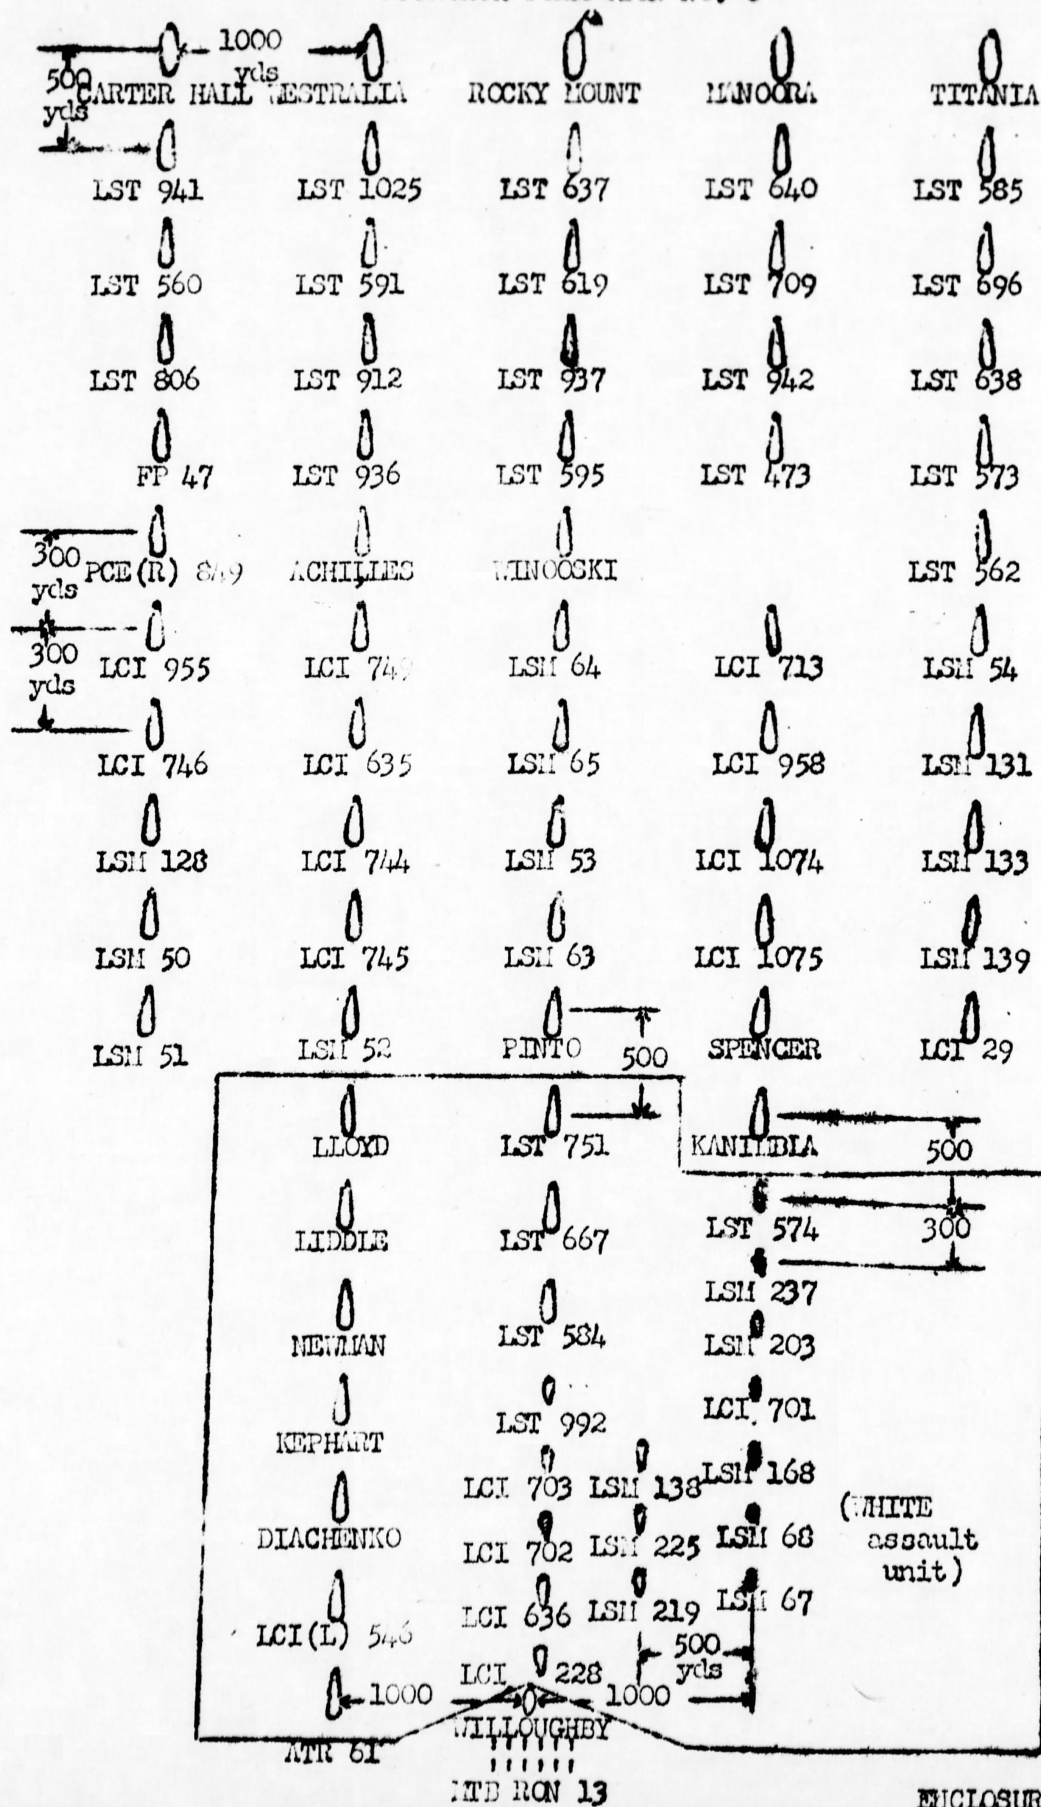 1000
yds
500
yds
CARTER HALL WESTRALIA ROCKY MOUNT MANOORA TITANIA
LST 941 LST 1025 LST 637 LST 640 LST 585
LST 560 LST 591 LST 619 LST 709 LST 696
LST 806 LST 912 LST 937 LST 942 LST 638
FP 47 LST 936 LST 595 LST 473 LST 573
300
yds
PCE(R) 849 ACHILLES WINOOSKI LST 562
300
yds
LCI 955 LCI 749 LSM 64 LCI 713 LSM 54
LCI 746 LCI 635 LSM 65 LCI 958 LSM 131
LSM 128 LCI 744 LSM 53 LCI 1074 LSM 133
LSM 50 LCI 745 LSM 63 LCI 1075 LSM 139
LSM 51 LSM 52 PINTO 500 SPENCER LCI 29
LLOYD LST 751 KANIMBIA 500
LIDDLE LST 667 LST 574 300
LSM 237
NEWMAN LST 584 LSM 203
KEPHART LST 992 LCI 701
LCI 703 LSM 138 LSM 168
DIACHENKO LCI 702 LSM 225 LSM 68
(WHITE
assault
unit)
LCI(L) 546 LCI 636 LSM 219 LSM 67
500
yds
LCI 228
1000 1000
WILLOUGHBY
ATR 61
MTB RON 13
ENCLOSUR